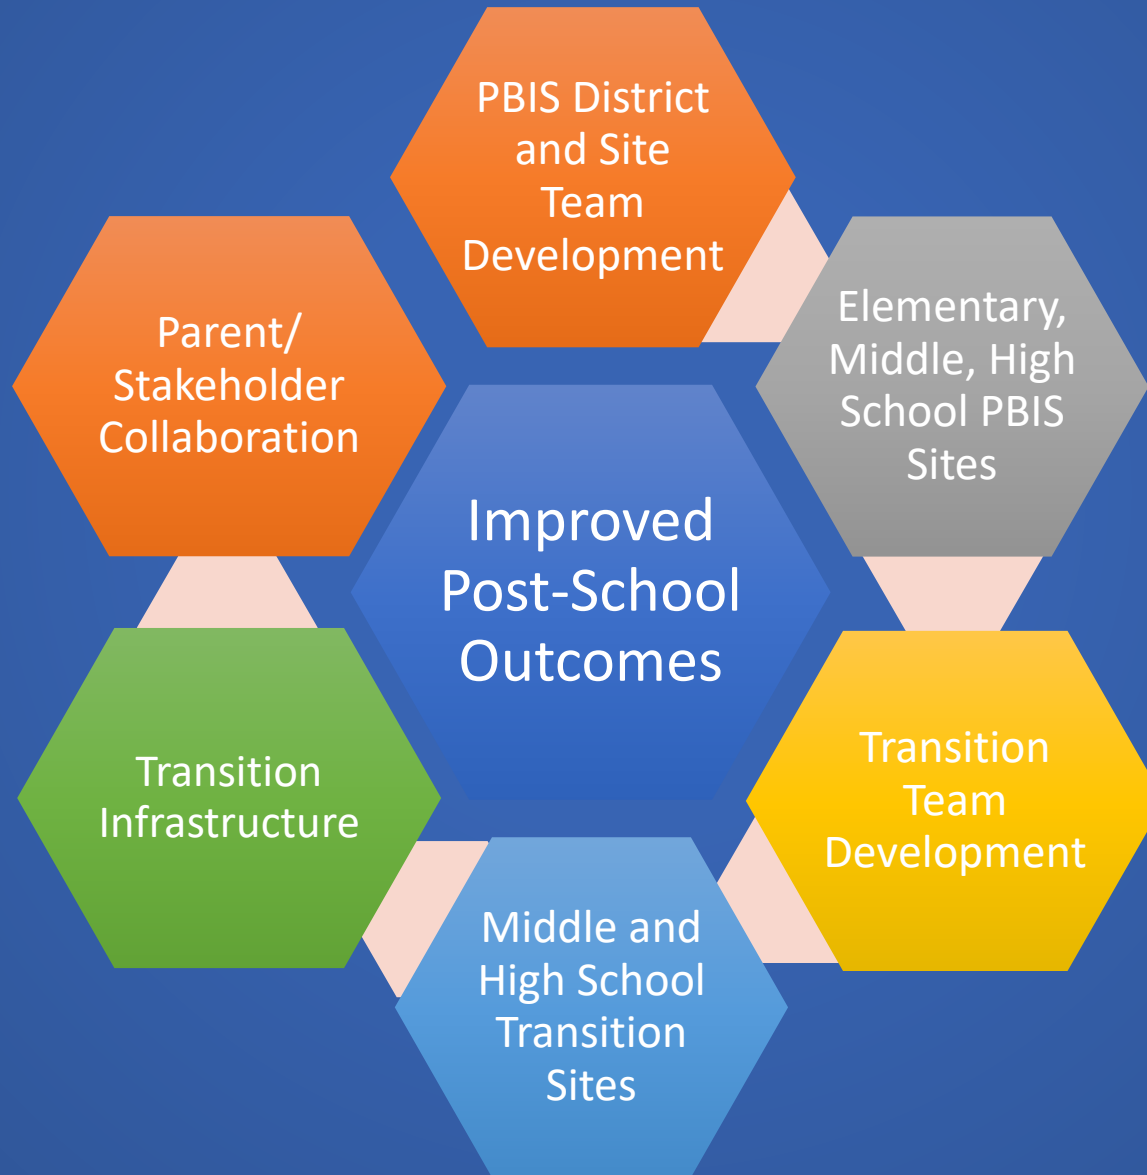 PBIS District
and Site
Team
Development
Elementary,
Middle, High
School PBIS
Sites
Transition
Team
Development
Middle and
High School
Transition
Sites
Transition
Infrastructure
Parent/
Stakeholder
Collaboration
Improved
Post-School
Outcomes